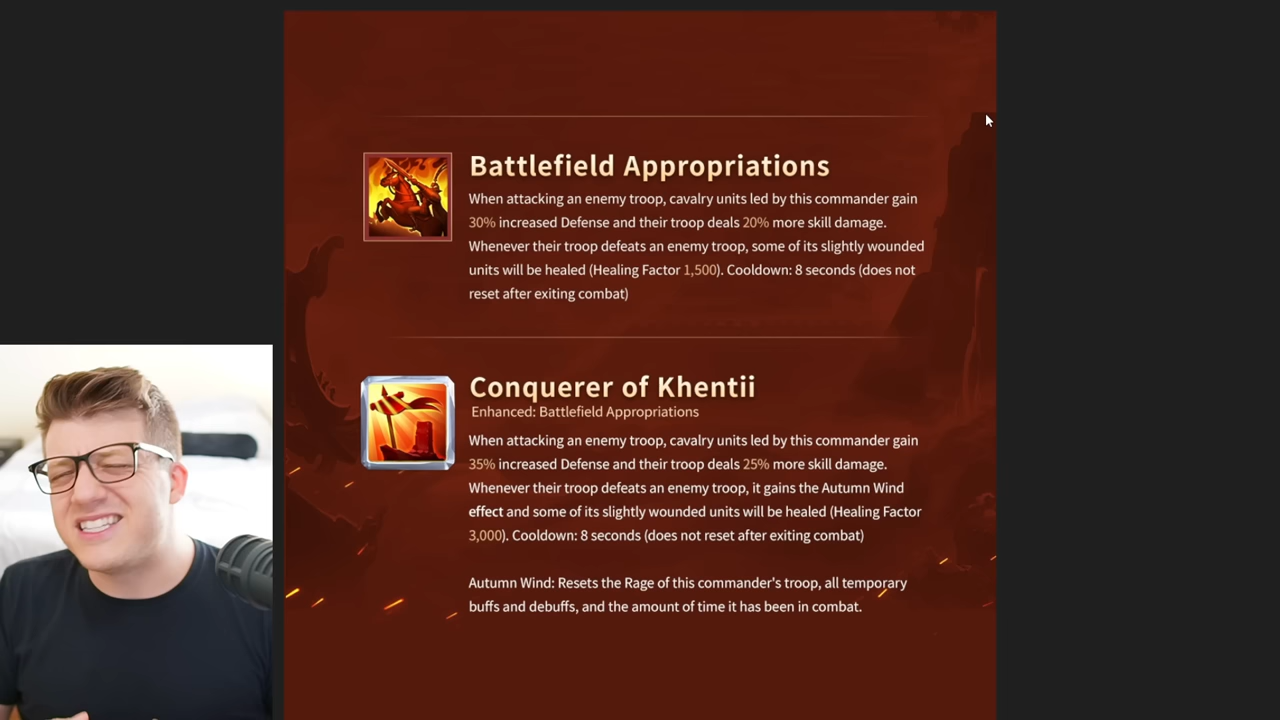 Battlefield Appropriations
When attacking an enemy troop, cavalry units led by this commander gain
30% increased Defense and their troop deals 20% more skill damage.
Whenever their troop defeats an enemy troop, some of its slightly wounded
units will be healed (Healing Factor 1,500). Cooldown: 8 seconds (does not
reset after exiting combat)
Conquerer of Khentii
Enhanced: Battlefield Appropriations
When attacking an enemy troop, cavalry units led by this commander gain
35% increased Defense and their troop deals 25% more skill damage.
Whenever their troop defeats an enemy troop, it gains the Autumn Wind
effect and some of its slightly wounded units will be healed (Healing Factor
3,000). Cooldown: 8 seconds (does not reset after exiting combat)
Autumn Wind: Resets the Rage of this commander's troop, all temporary
buffs and debuffs, and the amount of time it has been in combat.